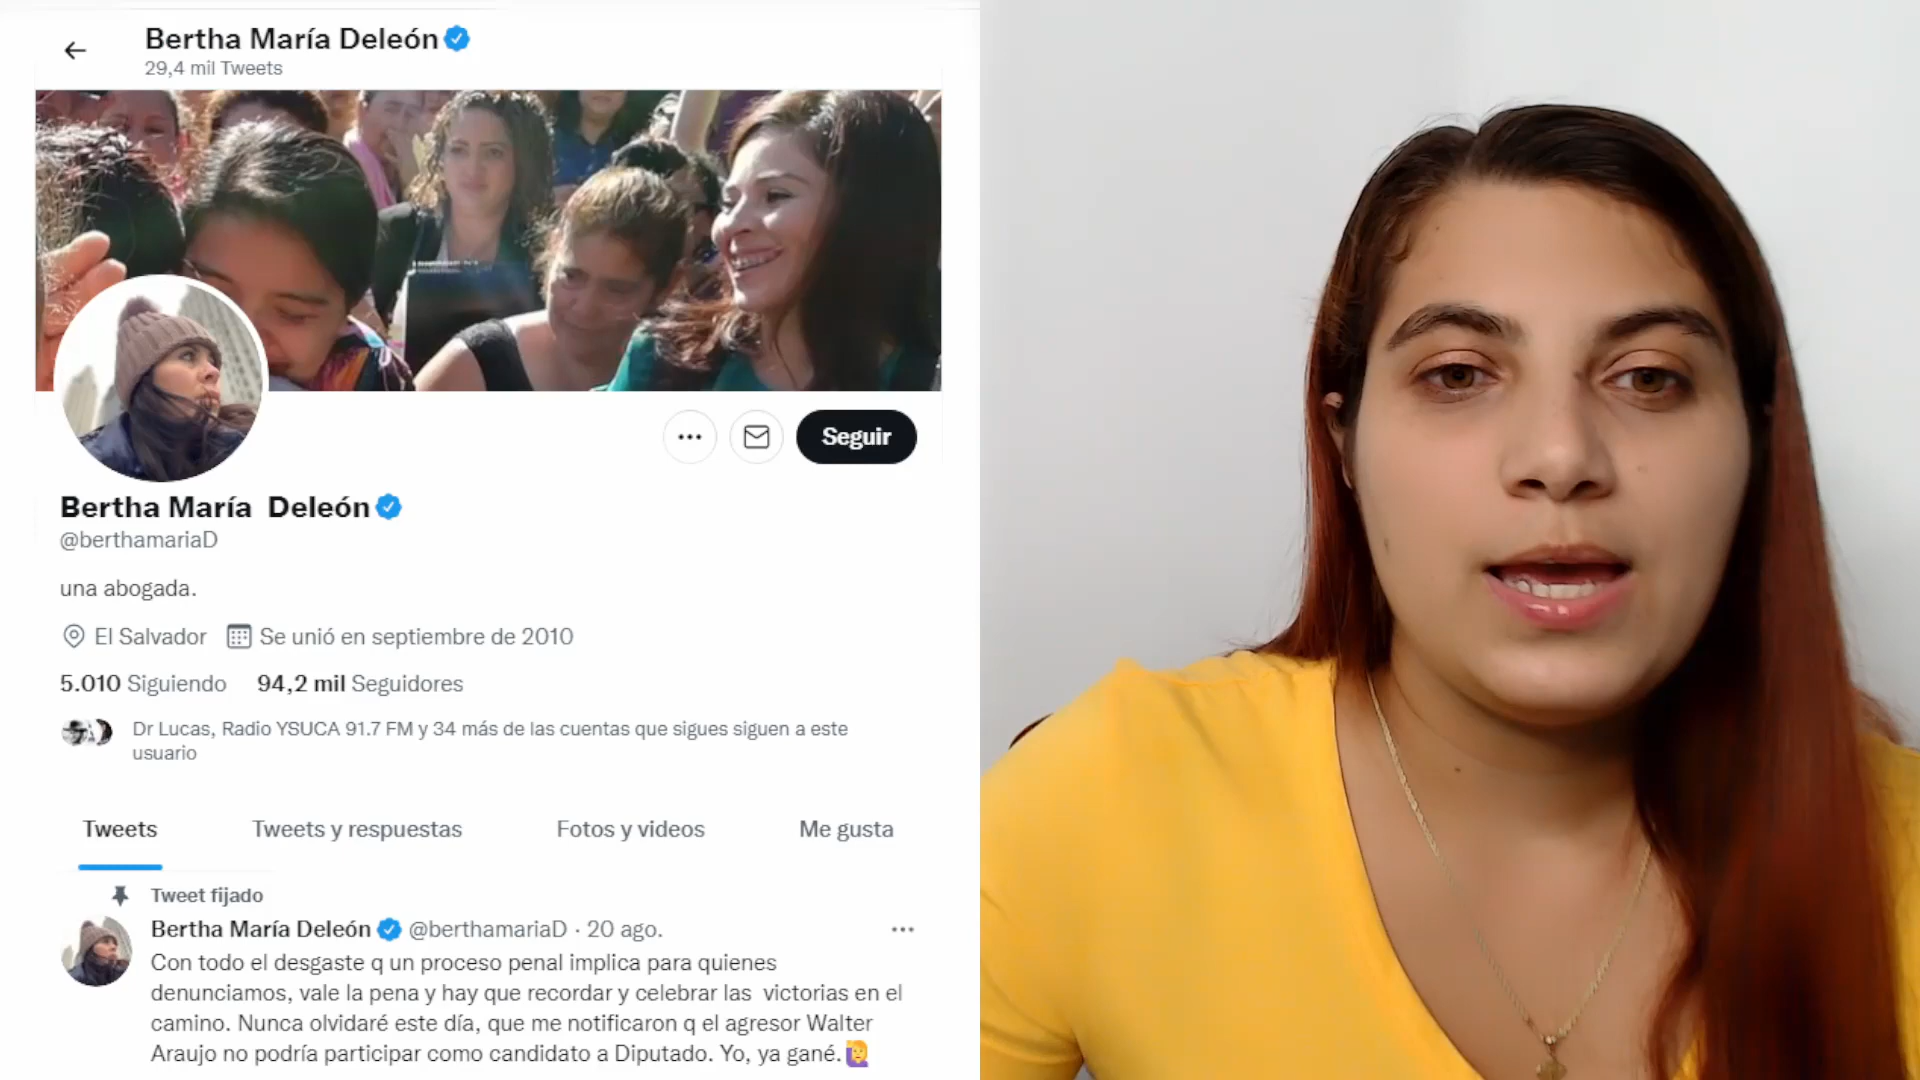 Bertha María Deleón
29,4 mil Tweets
Seguir
Bertha María Deleón
@berthamariaD
una abogada.
El Salvador Se unió en septiembre de 2010
5.010 Siguiendo 94,2 mil Seguidores
Dr Lucas, Radio YSUCA 91.7 FM y 34 más de las cuentas que sigues siguen a este
usuario
Tweets Tweets y respuestas Fotos y videos Me gusta
Tweet fijado
Bertha María Deleón @berthamariaD · 20 ago.
Con todo el desgaste q un proceso penal implica para quienes
denunciamos, vale la pena y hay que recordar y celebrar las victorias en el
camino. Nunca olvidaré este día, que me notificaron q el agresor Walter
Araujo no podría participar como candidato a Diputado. Yo, ya gané.🙋‍♀️